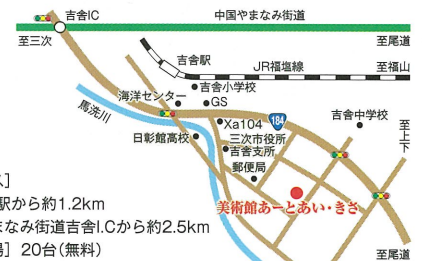 吉舎IC
中国やまなみ街道
至三次
至尾道
吉舎駅
JR福塩線
至福山
吉舎小学校
海洋センター
GS
馬洗川
184
吉舎中学校
Xa104
日彰館高校
三次市役所
吉舎支所
至上下
郵便局
ス］
駅から約1.2km
美術館あーとあい・きさ
まなみ街道吉舎I.Cから約2.5km
場］20台（無料）
至尾道